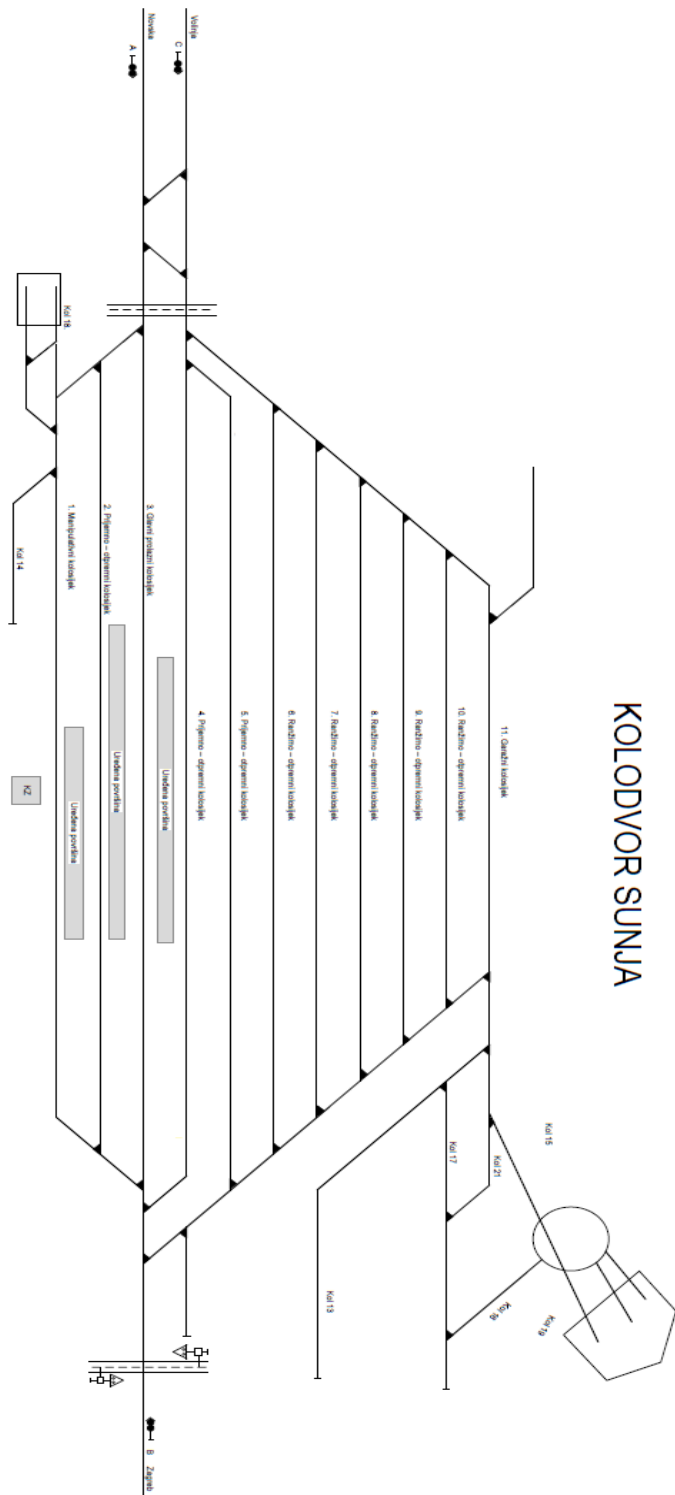 KOLODVOR SUNJA
Novska
A
Volinja
C
Kol 18.
Kol 14
1. Manipulativni kolosijek
2. Prijemno – otpremni kolosijek
3. Glavni prolazni kolosijek
4. Prijemno – otpremni kolosijek
5. Prijemno – otpremni kolosijek
6. Ranžirno – otpremni kolosijek
7. Ranžirno – otpremni kolosijek
8. Ranžirno – otpremni kolosijek
9. Ranžirno – otpremni kolosijek
10. Ranžirno – otpremni kolosijek
11. Garažni kolosijek
Uređena površina
Uređena površina
Uređena površina
KZ
Kol 15
Kol 21
Kol 17
Kol 16
Kol 19
Kol 13
B
Zagreb